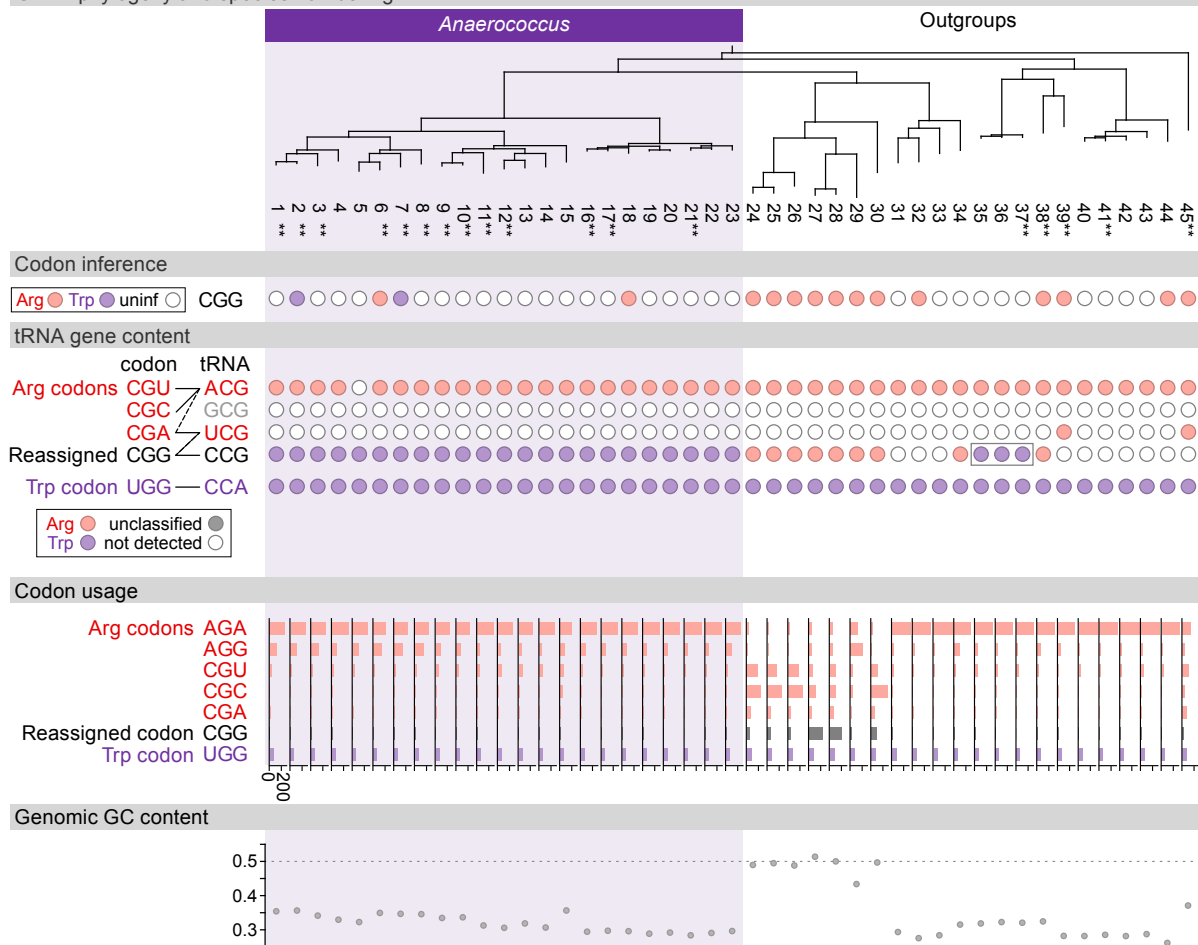 Anaerococcus
Outgroups
1** 2** 3** 4 5 6** 7** 8** 9** 10** 11** 12** 13 14 15 16** 17** 18 19 20 21** 22 23 24 25 26 27 28 29 30 31 32 33 34 35 36 37** 38** 39** 40 41** 42 43 44 45**
Codon inference
Arg Trp uninf CGG
tRNA gene content
codon tRNA
Arg codons CGU ACG
CGC GCG
CGA UCG
Reassigned CGG CCG
Trp codon UGG CCA
Arg unclassified
Trp not detected
Codon usage
Arg codons AGA
AGG
CGU
CGC
CGA
Reassigned codon CGG
Trp codon UGG
0 200
Genomic GC content
0.5
0.4
0.3